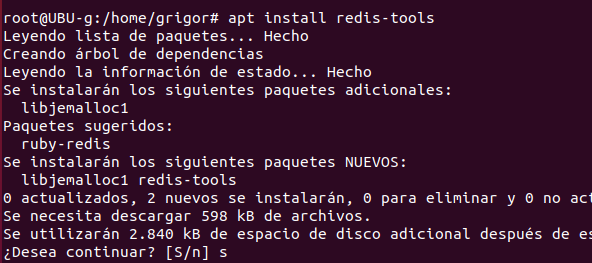 root@UBU-g:/home/grigor# apt install redis-tools
Leyendo lista de paquetes... Hecho
Creando árbol de dependencias
Leyendo la información de estado... Hecho
Se instalarán los siguientes paquetes adicionales:
  libjemalloc1
Paquetes sugeridos:
  ruby-redis
Se instalarán los siguientes paquetes NUEVOS:
  libjemalloc1 redis-tools
0 actualizados, 2 nuevos se instalarán, 0 para eliminar y 0 no act
Se necesita descargar 598 kB de archivos.
Se utilizarán 2.840 kB de espacio de disco adicional después de es
¿Desea continuar? [S/n] s